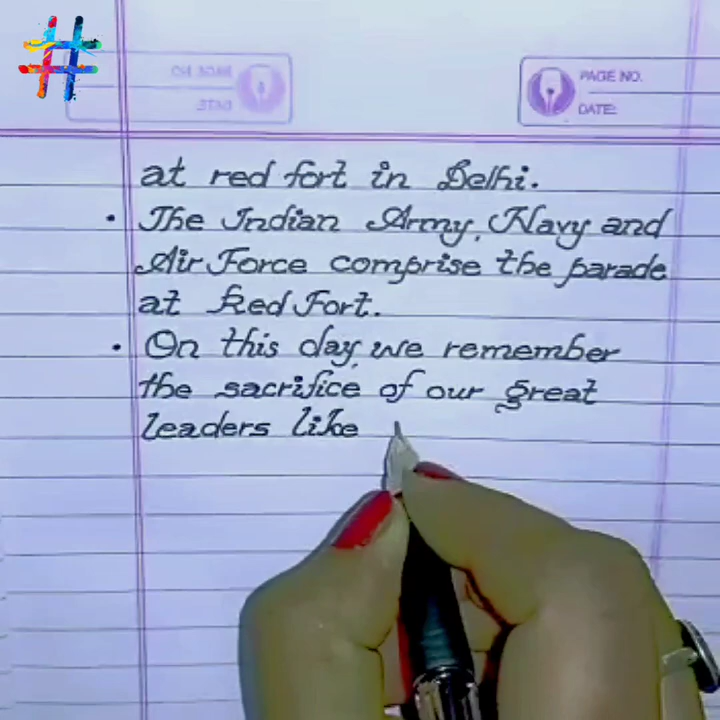 PAGE NO.
DATE:
at red fort in Delhi.
• The Indian Army, Navy and
Air Force comprise the parade
at Red Fort.
• On this day, we remember
the sacrifice of our great
leaders like